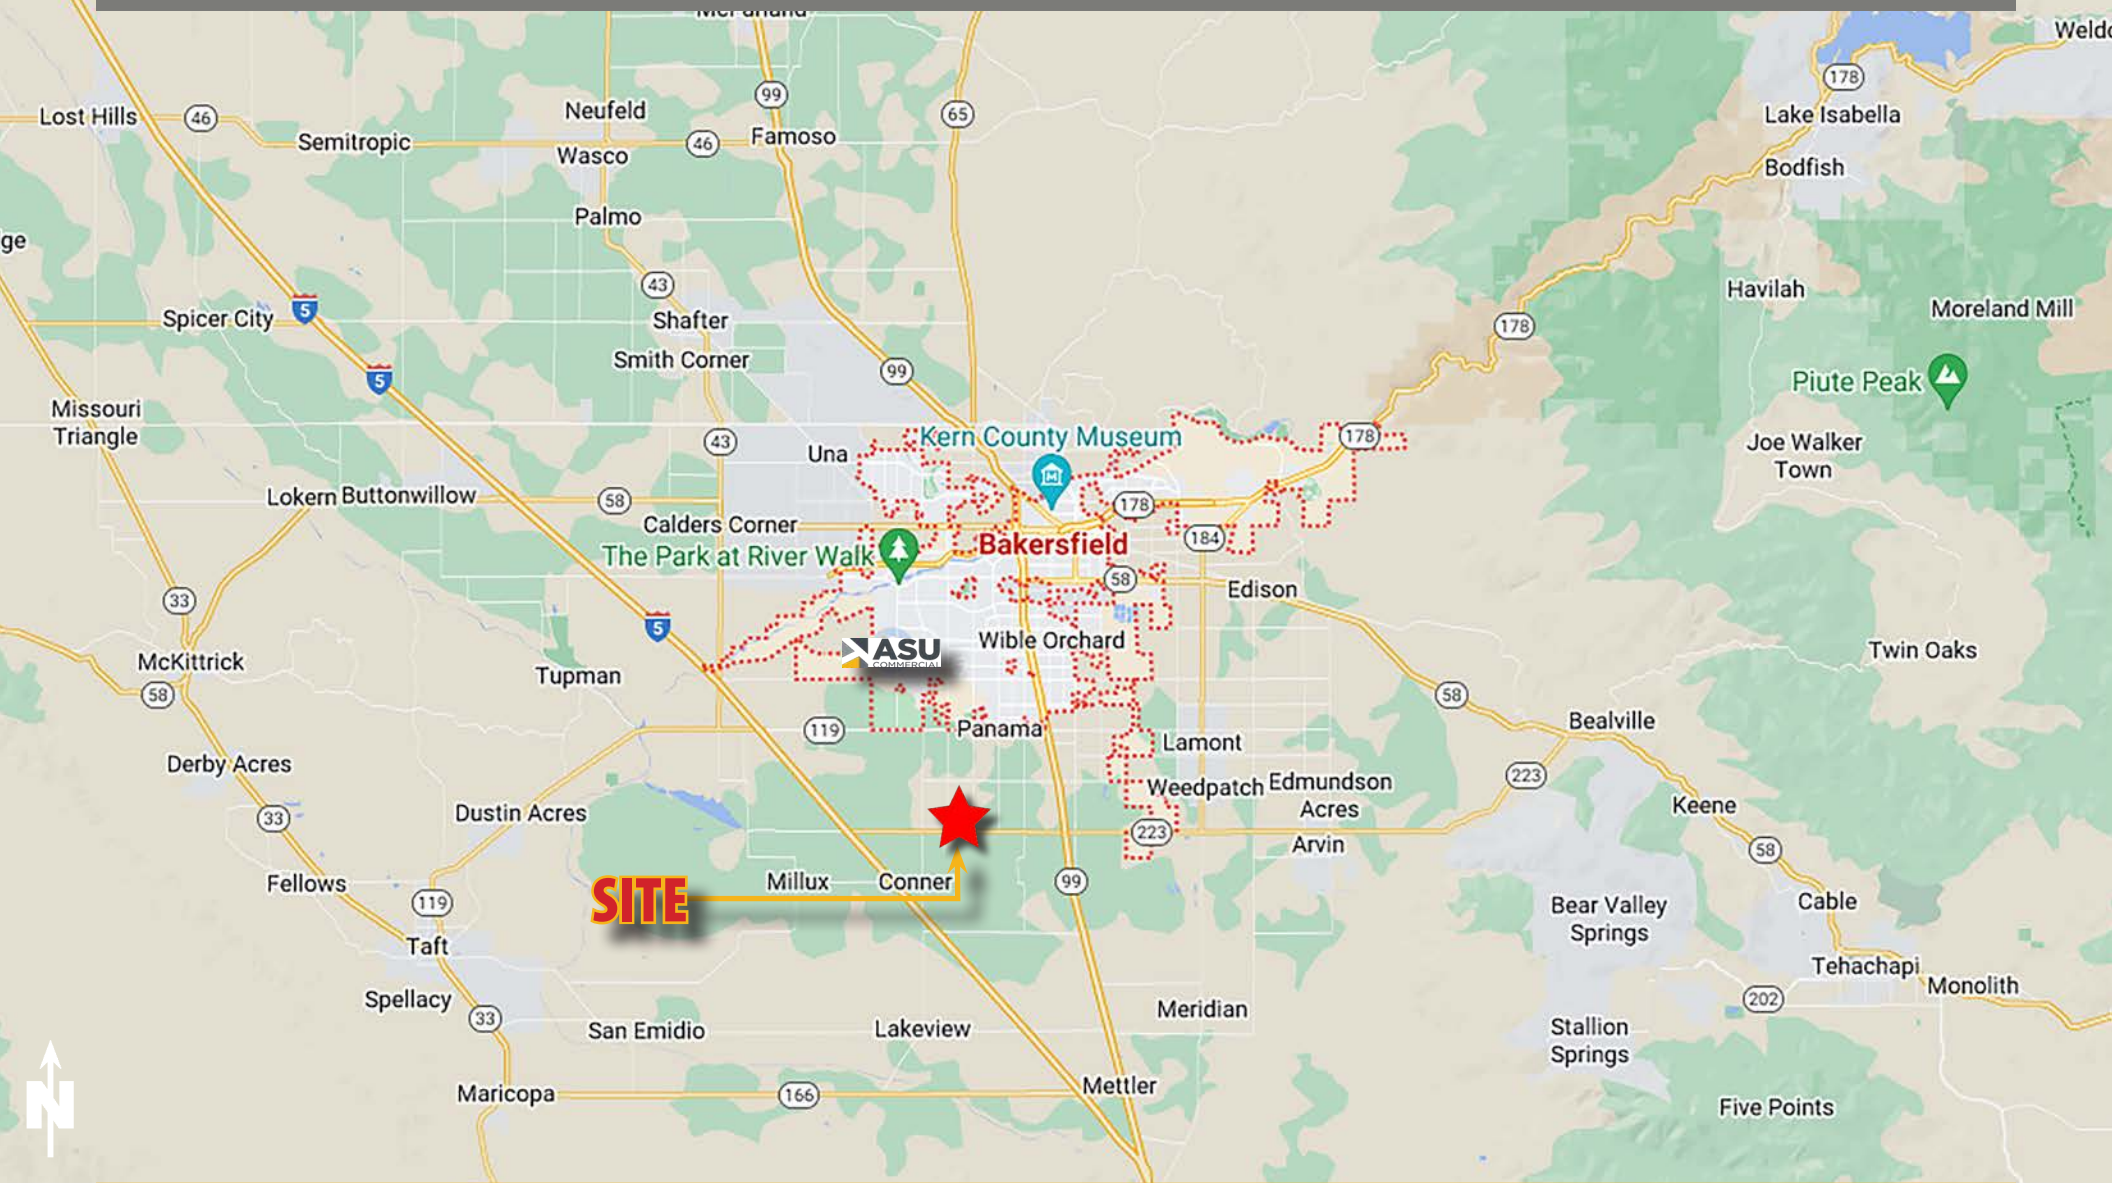 McFarland
Weldo
99
178
65
Lost Hills
46
Neufeld
Lake Isabella
Semitropic
46
Famoso
Wasco
Bodfish
Palmo
ge
43
Havilah
5
Spicer City
Shafter
178
Moreland Mill
Smith Corner
99
5
Piute Peak
Missouri
Triangle
43
Una
Kern County Museum
178
Joe Walker
Town
Lokern
Buttonwillow
58
178
Calders Corner
184
Bakersfield
The Park at River Walk
58
Edison
33
5
Wible Orchard
ASU
COMMERCIAL
McKittrick
Tupman
Twin Oaks
58
58
119
Panama
Bealville
Lamont
Derby Acres
223
Weedpatch
Edmundson
Acres
Keene
33
Dustin Acres
223
Arvin
58
Fellows
Millux
Conner
99
SITE
119
Cable
Bear Valley
Springs
Taft
Tehachapi
Monolith
Spellacy
202
Meridian
33
San Emidio
Lakeview
Stallion
Springs
N
Maricopa
166
Mettler
Five Points